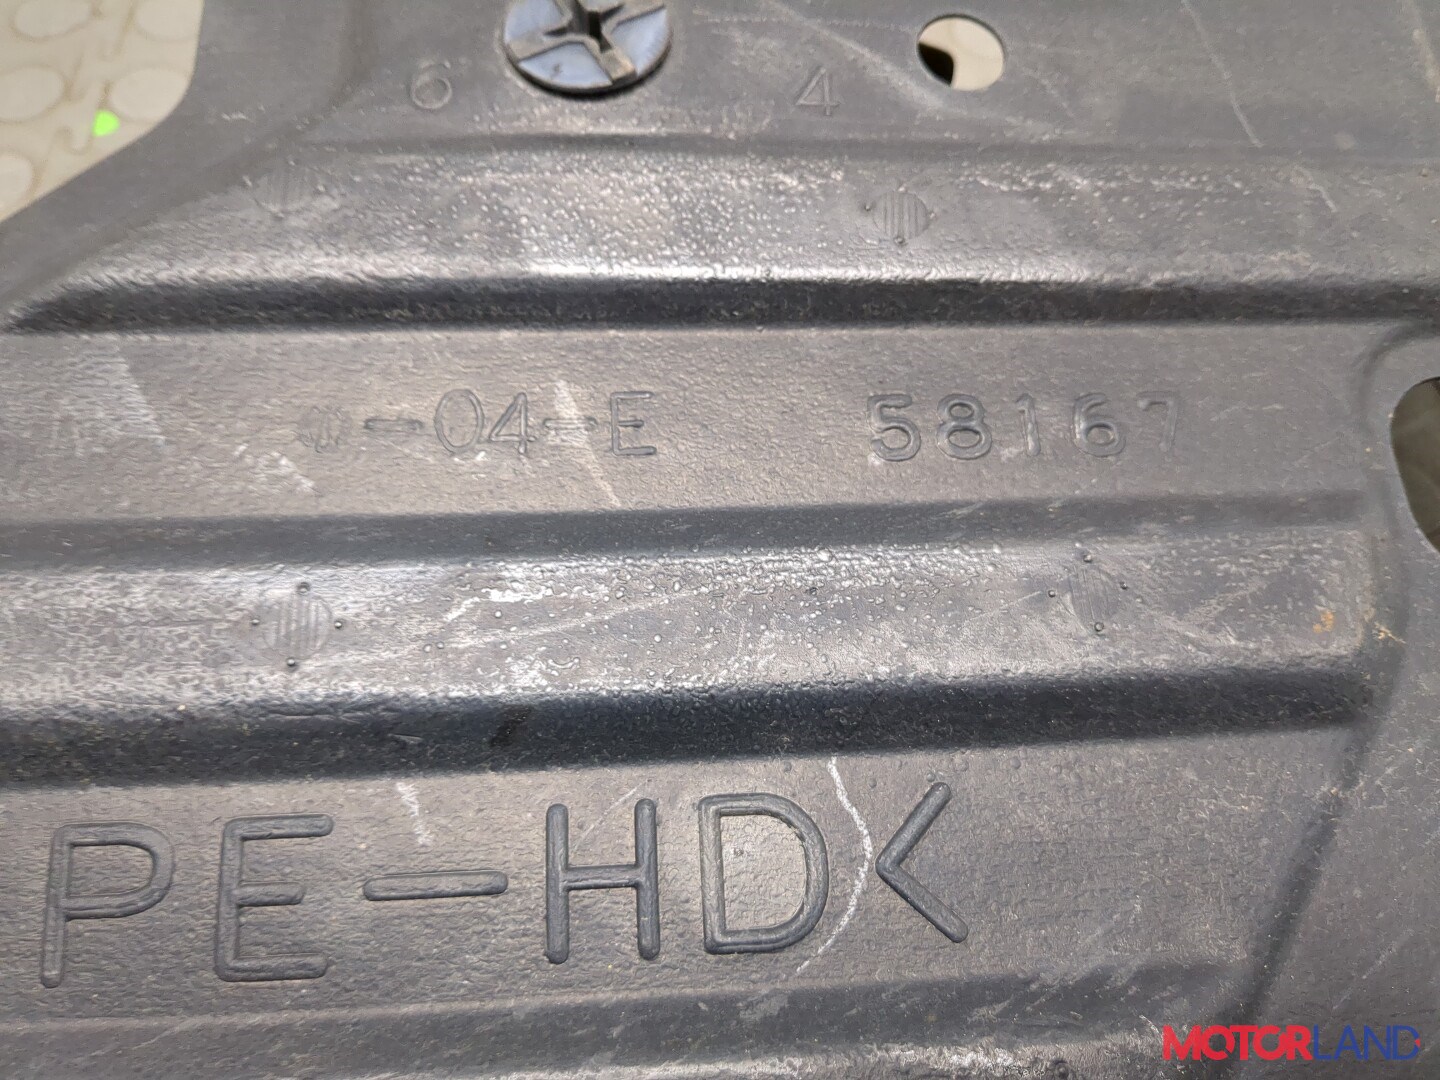 6 4
-04-E 58167
PE-HD<
MOTORLAND